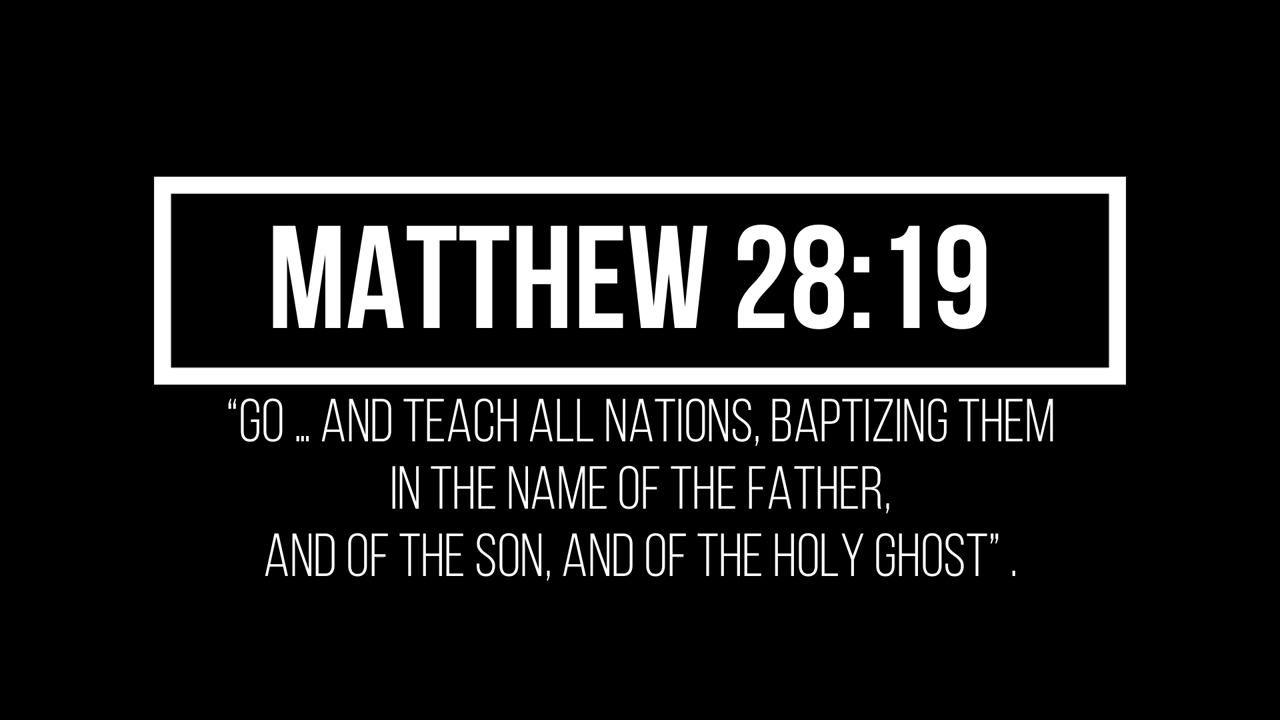 MATTHEW 28:19
“GO ... AND TEACH ALL NATIONS, BAPTIZING THEM
IN THE NAME OF THE FATHER,
AND OF THE SON, AND OF THE HOLY GHOST” .